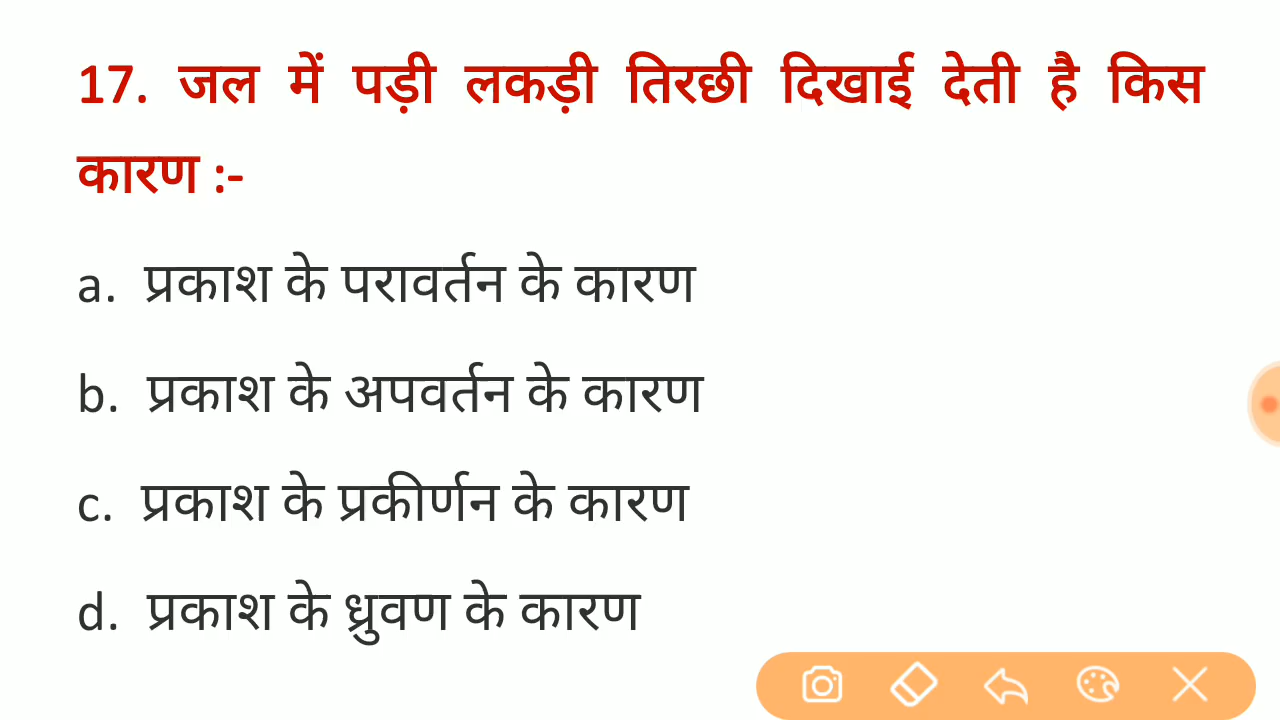 17. जल में पड़ी लकड़ी तिरछी दिखाई देती है किस
कारण :-
a. प्रकाश के परावर्तन के कारण
b. प्रकाश के अपवर्तन के कारण
c. प्रकाश के प्रकीर्णन के कारण
d. प्रकाश के ध्रुवण के कारण